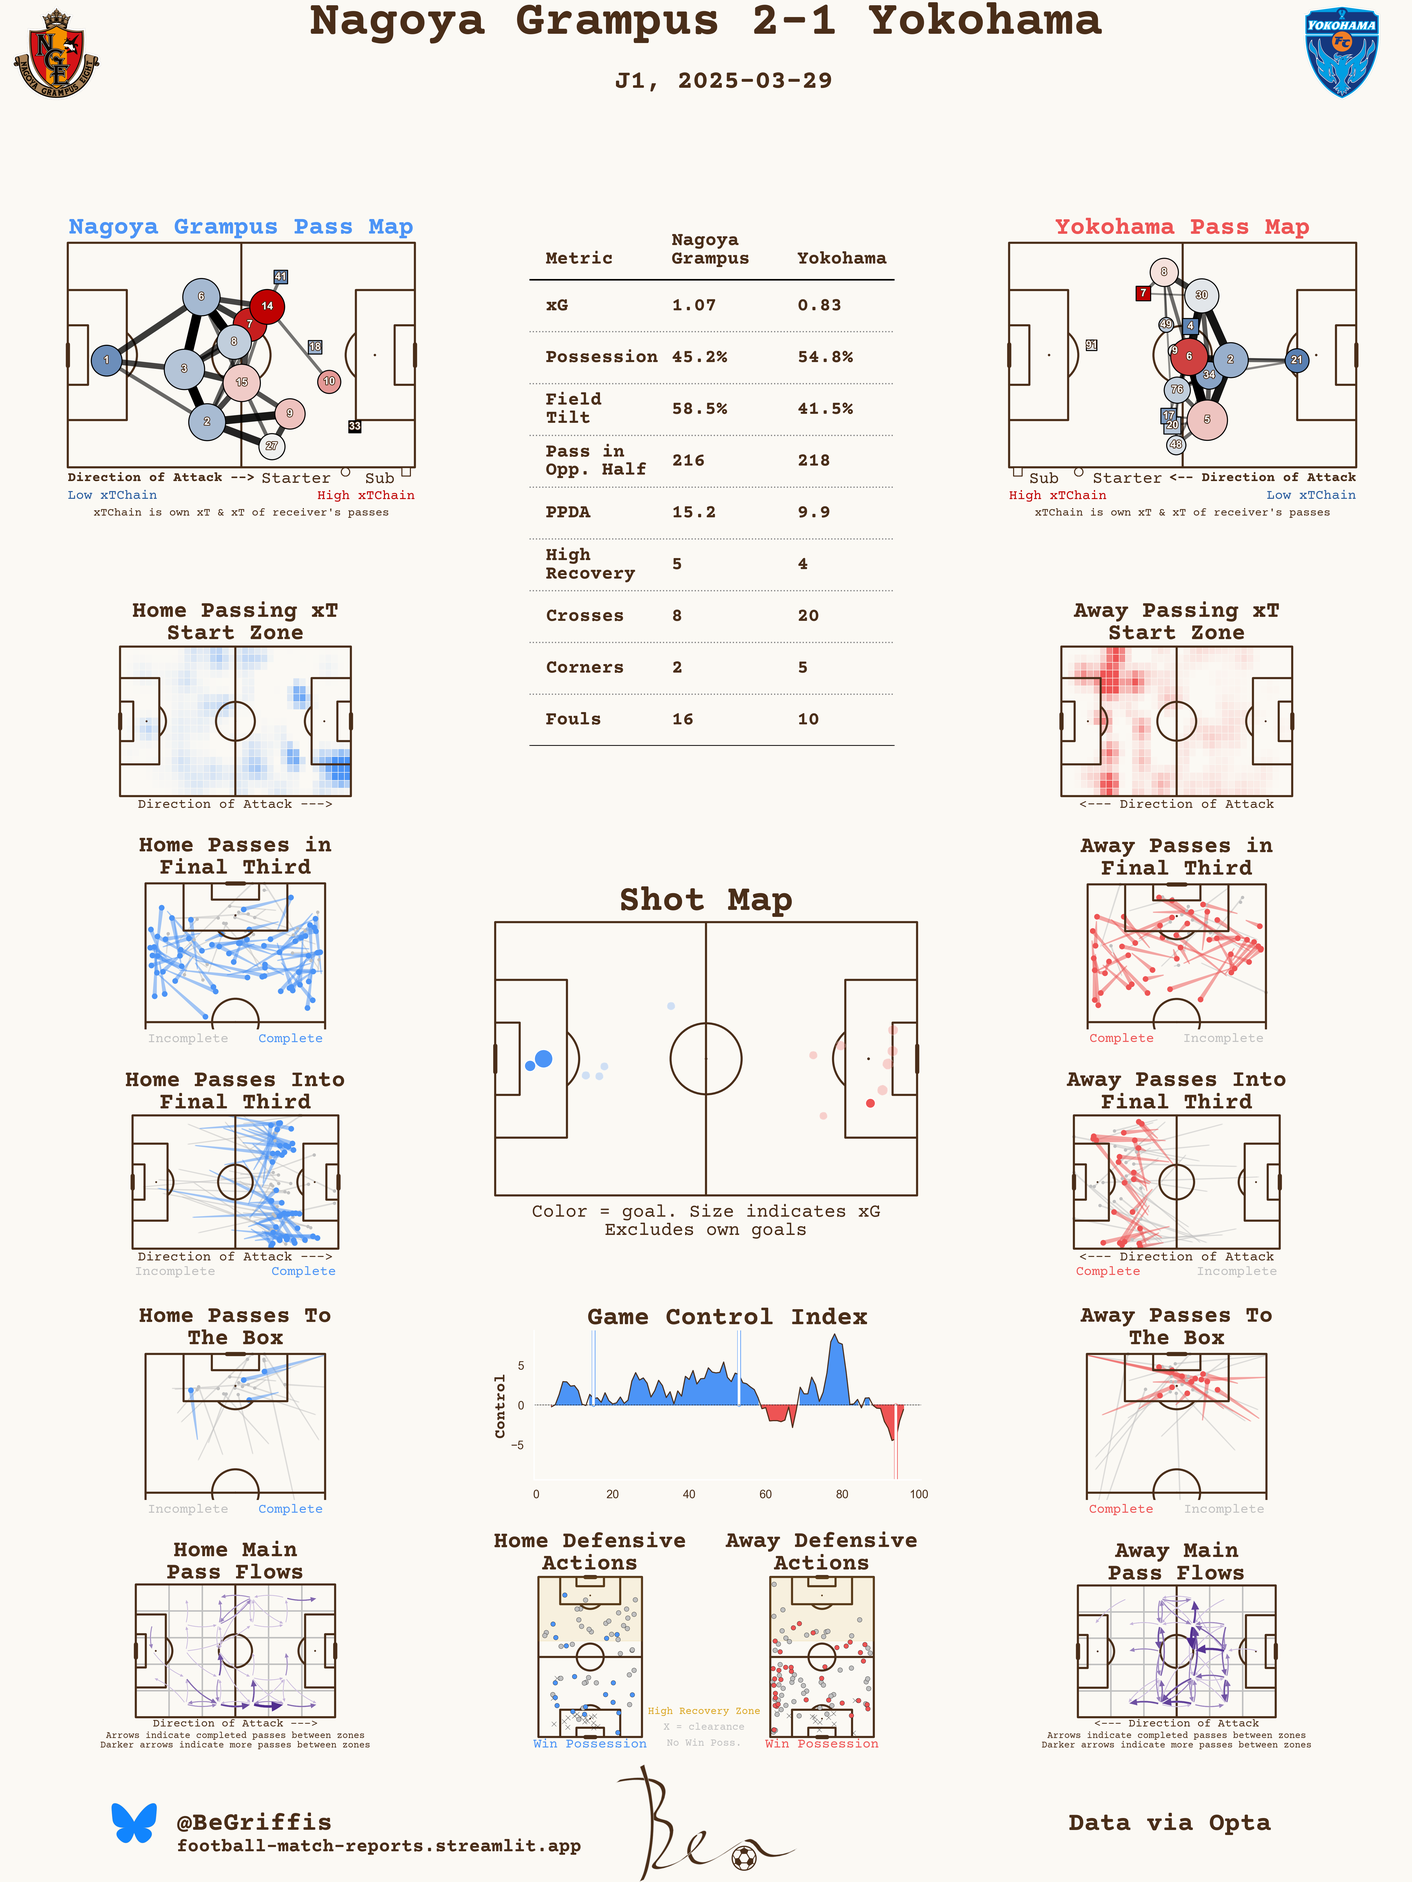 Nagoya Grampus 2-1 Yokohama
J1, 2025-03-29
NGE
NAGOYA GRAMPUS EIGHT
YOKOHAMA
FC
Nagoya Grampus Pass Map
6
41
14
7
8
1
3
18
15
10
2
9
33
27
Direction of Attack --> Starter Sub
Low xTChain High xTChain
xTChain is own xT & xT of receiver's passes
Metric Nagoya Grampus Yokohama
xG 1.07 0.83
Possession 45.2% 54.8%
Field Tilt 58.5% 41.5%
Pass in Opp. Half 216 218
PPDA 15.2 9.9
High Recovery 5 4
Crosses 8 20
Corners 2 5
Fouls 16 10
Yokohama Pass Map
8
7
30
49
4
91
9
6
2
21
34
76
17
20
5
48
Sub Starter <-- Direction of Attack
High xTChain Low xTChain
xTChain is own xT & xT of receiver's passes
Home Passing xT
Start Zone
Direction of Attack --->
Away Passing xT
Start Zone
<--- Direction of Attack
Home Passes in
Final Third
Incomplete Complete
Away Passes in
Final Third
Complete Incomplete
Shot Map
Color = goal. Size indicates xG
Excludes own goals
Home Passes Into
Final Third
Direction of Attack --->
Incomplete Complete
Away Passes Into
Final Third
<--- Direction of Attack
Complete Incomplete
Home Passes To
The Box
Incomplete Complete
Game Control Index
Control
5
0
−5
0 20 40 60 80 100
Away Passes To
The Box
Complete Incomplete
Home Main
Pass Flows
Direction of Attack --->
Arrows indicate completed passes between zones
Darker arrows indicate more passes between zones
Home Defensive
Actions
Win Possession
High Recovery Zone
X = clearance
No Win Poss.
Away Defensive
Actions
Win Possession
Away Main
Pass Flows
<--- Direction of Attack
Arrows indicate completed passes between zones
Darker arrows indicate more passes between zones
@BeGriffis
football-match-reports.streamlit.app
Ben
Data via Opta